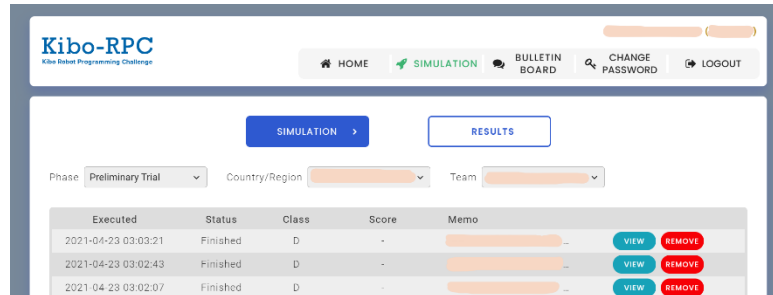 Kibo-RPC
Kibo Robot Programming Challenge
HOME SIMULATION BULLETIN BOARD CHANGE PASSWORD LOGOUT
SIMULATION > RESULTS
Phase Preliminary Trial Country/Region Team
Executed Status Class Score Memo
2021-04-23 03:03:21 Finished D - ... VIEW REMOVE
2021-04-23 03:02:43 Finished D - ... VIEW REMOVE
2021-04-23 03:02:07 Finished D - ... VIEW REMOVE